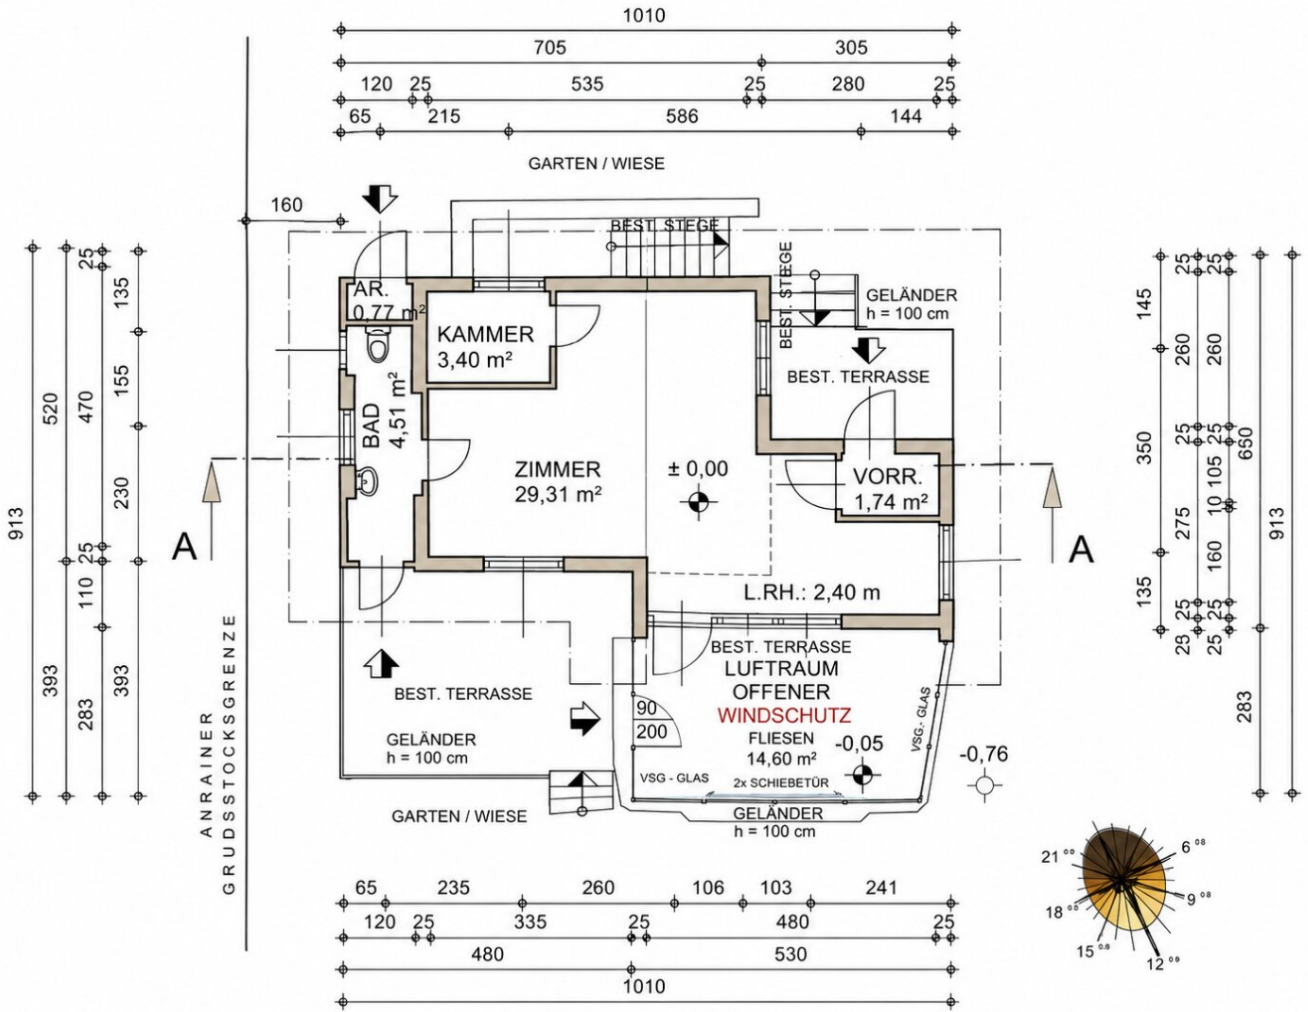 1010
705 305
120 25 535 25 280 25
65 215 586 144
GARTEN / WIESE
160
BEST. STEGE
BEST. STEGE
GELÄNDER
h = 100 cm
AR.
0,77 m²
KAMMER
3,40 m²
BEST. TERRASSE
BAD
4,51 m²
ZIMMER
29,31 m²
± 0,00
VORR.
1,74 m²
A
A
L.RH.: 2,40 m
BEST. TERRASSE
LUFTRAUM
OFFENER
WINDSCHUTZ
FLIESEN
14,60 m²
90
200
-0,05
-0,76
VSG - GLAS
VSG.- GLAS
2x SCHIEBETÜR
GELÄNDER
h = 100 cm
BEST. TERRASSE
GELÄNDER
h = 100 cm
GARTEN / WIESE
ANRAINER
GRUDSSTOCKSGRENZE
913
520 393
25 470 25 110 283
135 155 230 393
145 350 135
25 260 25 275 25 25
25 260 25 105 10 160 25 25
650 283
913
65 235 260 106 103 241
120 25 335 25 480 25
480 530
1010
21 00
6 08
9 08
18
15
12 09